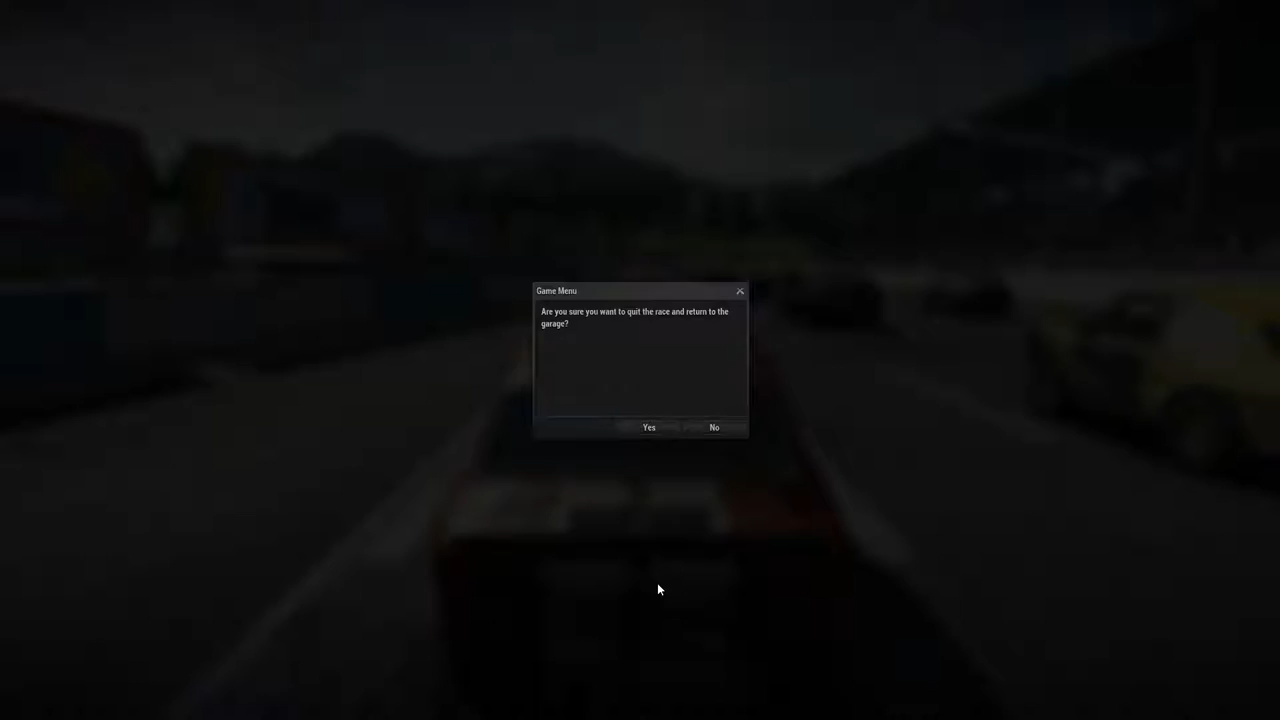 Game Menu
Are you sure you want to quit the race and return to the
garage?
Yes
No